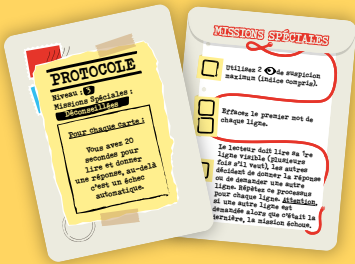 PROTOCOLE
Niveau : 3
Missions Spéciales :
Déconseillées
Pour chaque carte :
Vous avez 20
secondes pour
lire et donner
une réponse, au-delà
c'est un échec
automatique.
MISSIONS SPÉCIALES
Utilisez 2 de suspicion
maximum (indice compris).
Effacez le premier mot de
chaque ligne.
Le lecteur doit lire sa 1re
ligne visible (plusieurs
fois s'il veut), les autres
décident de donner la réponse
ou de demander une autre
ligne. Répétez ce processus
pour chaque ligne. Attention,
si une autre ligne est
demandée alors que c'était la
dernière, la mission échoue.